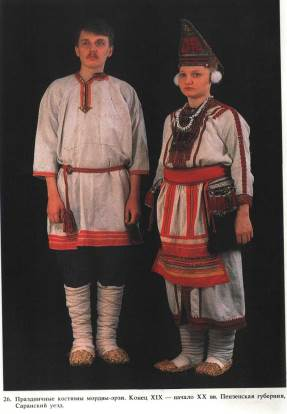 26. Праздничные костюмы мордвы-эрзи. Конец XIX — начало XX вв. Пензенская губерния,
Саранский уезд.